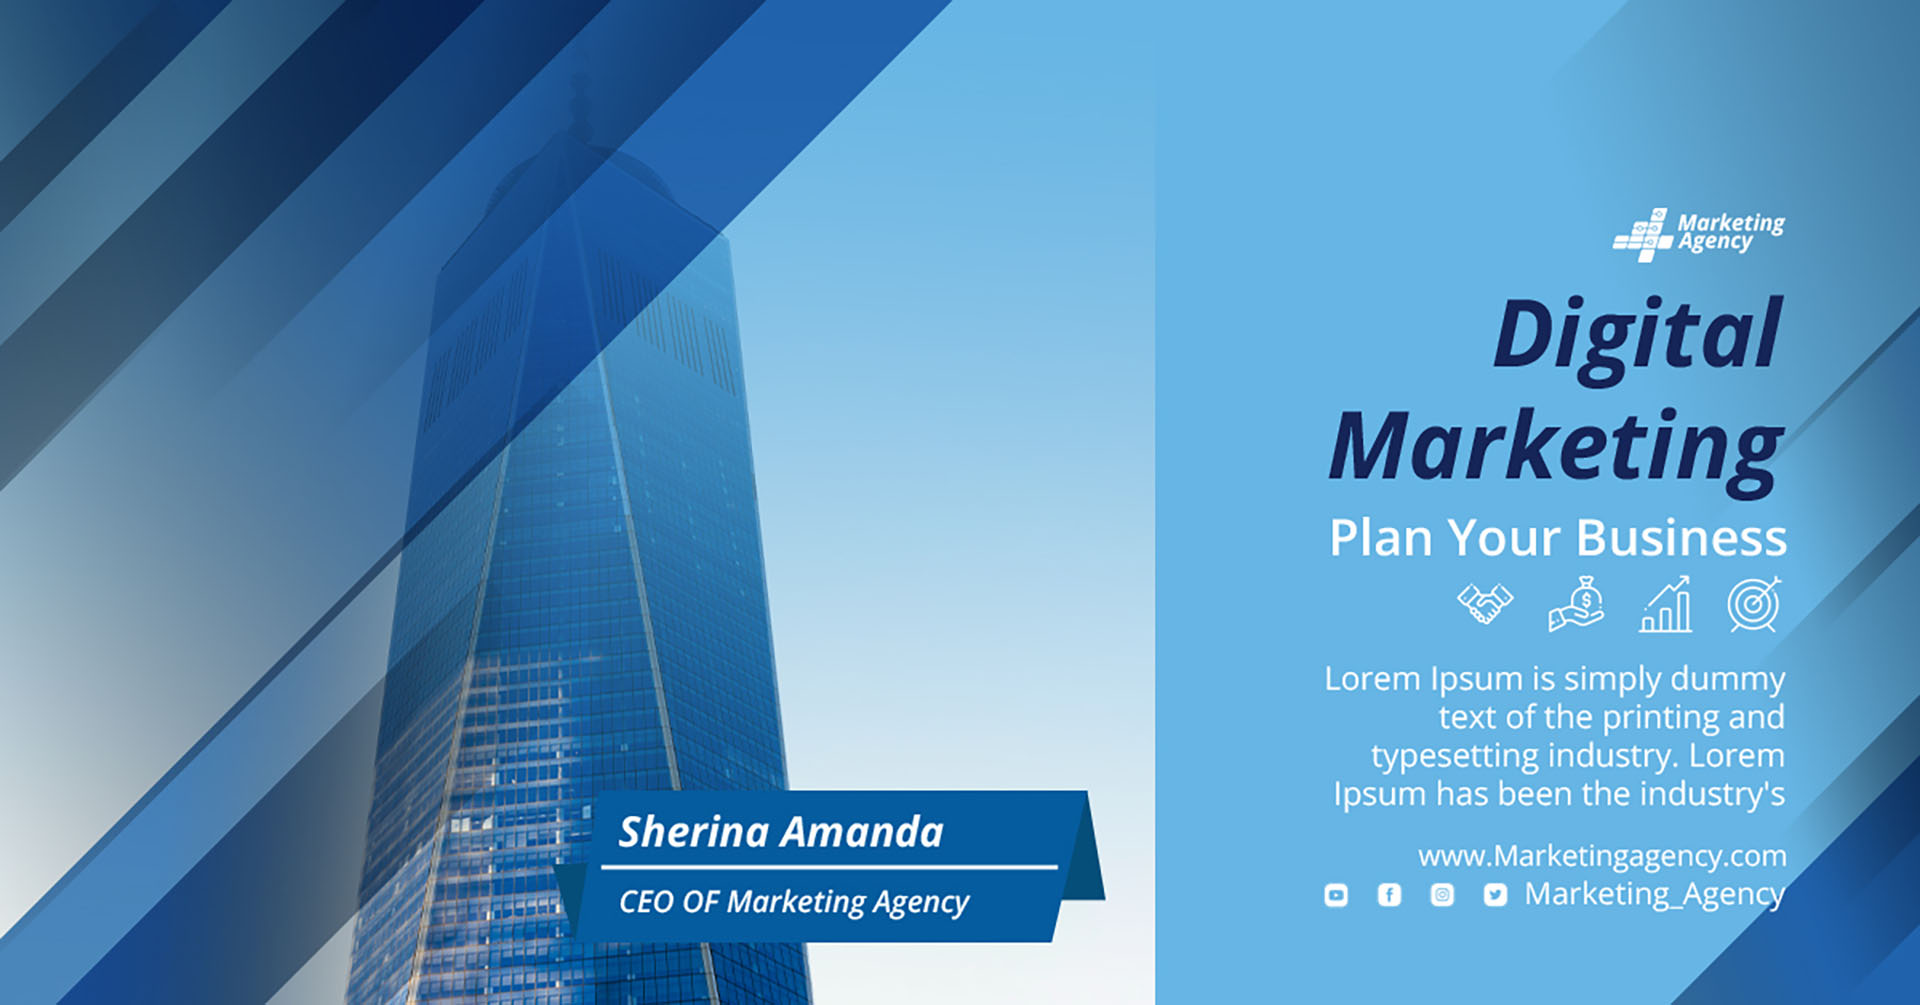 Marketing
Agency
Digital
Marketing
Plan Your Business
Lorem Ipsum is simply dummy
text of the printing and
typesetting industry. Lorem
Ipsum has been the industry's
www.Marketingagency.com
Marketing_Agency
Sherina Amanda
CEO OF Marketing Agency